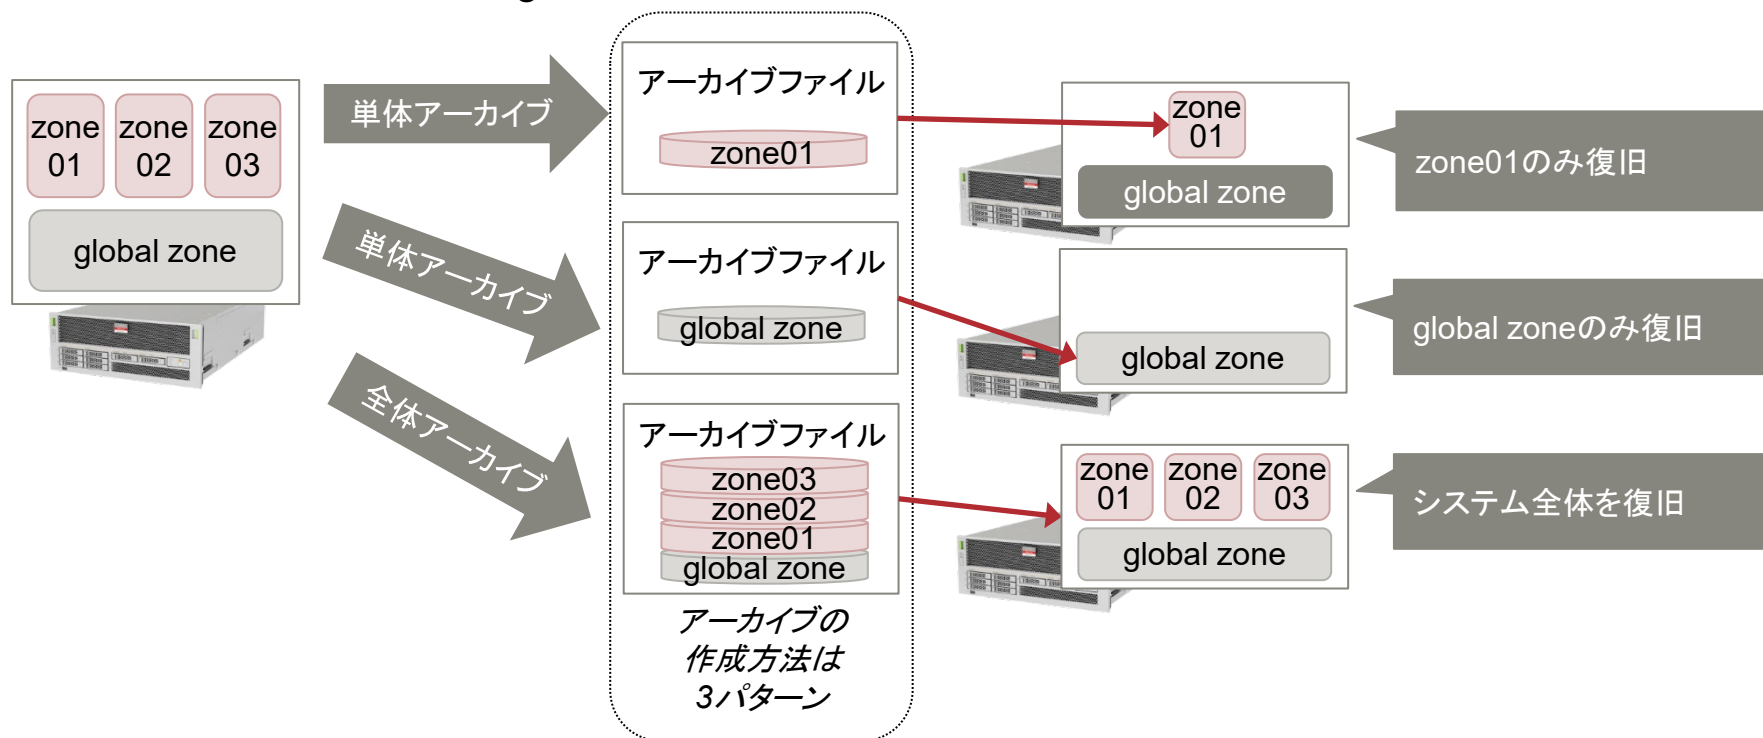 g
zone
01
zone
02
zone
03
global zone
単体アーカイブ
単体アーカイブ
全体アーカイブ
アーカイブファイル
zone01
アーカイブファイル
global zone
アーカイブファイル
zone03
zone02
zone01
global zone
アーカイブの
作成方法は
3パターン
zone
01
global zone
zone01のみ復旧
global zone
global zoneのみ復旧
zone
01
zone
02
zone
03
global zone
システム全体を復旧